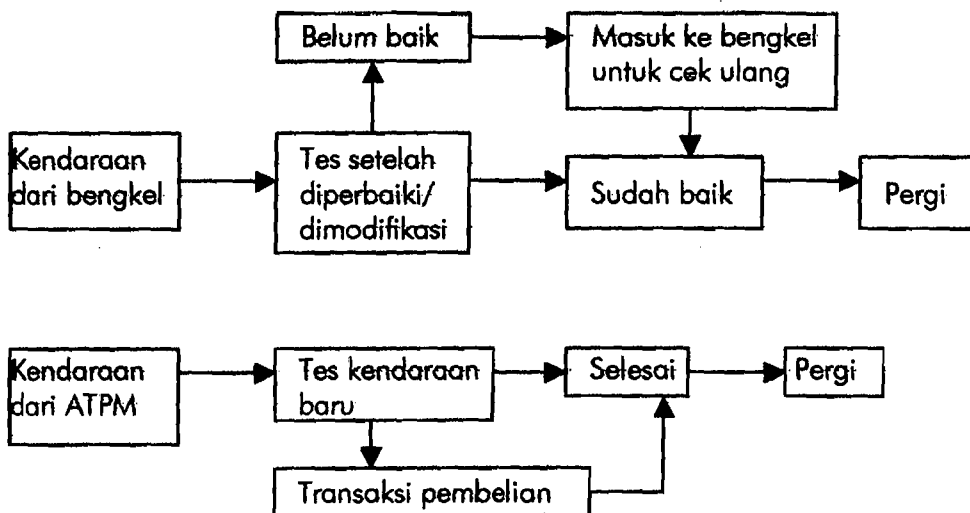 Belum baik
Masuk ke bengkel
untuk cek ulang
Kendaraan
dari bengkel
Tes setelah
diperbaiki/
dimodifikasi
Sudah baik
Pergi
Kendaraan
dari ATPM
Tes kendaraan
baru
Selesai
Pergi
Transaksi pembelian